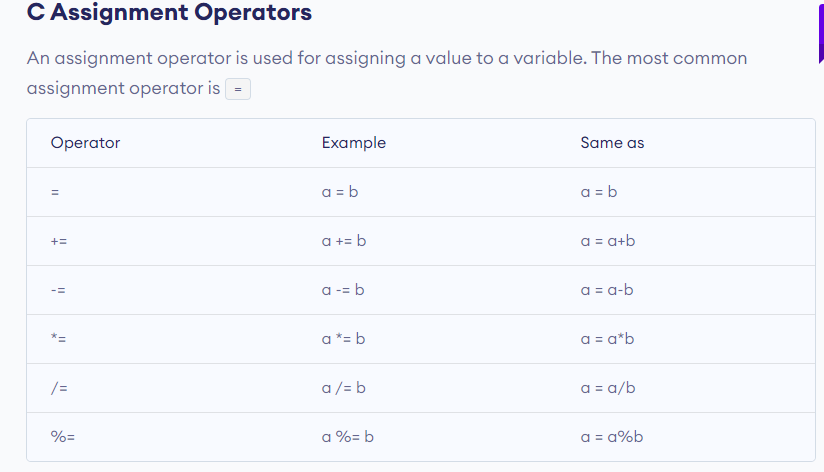 C Assignment Operators
An assignment operator is used for assigning a value to a variable. The most common
assignment operator is =
Operator Example Same as
= a = b a = b
+= a += b a = a+b
-= a -= b a = a-b
*= a *= b a = a*b
/= a /= b a = a/b
%= a %= b a = a%b